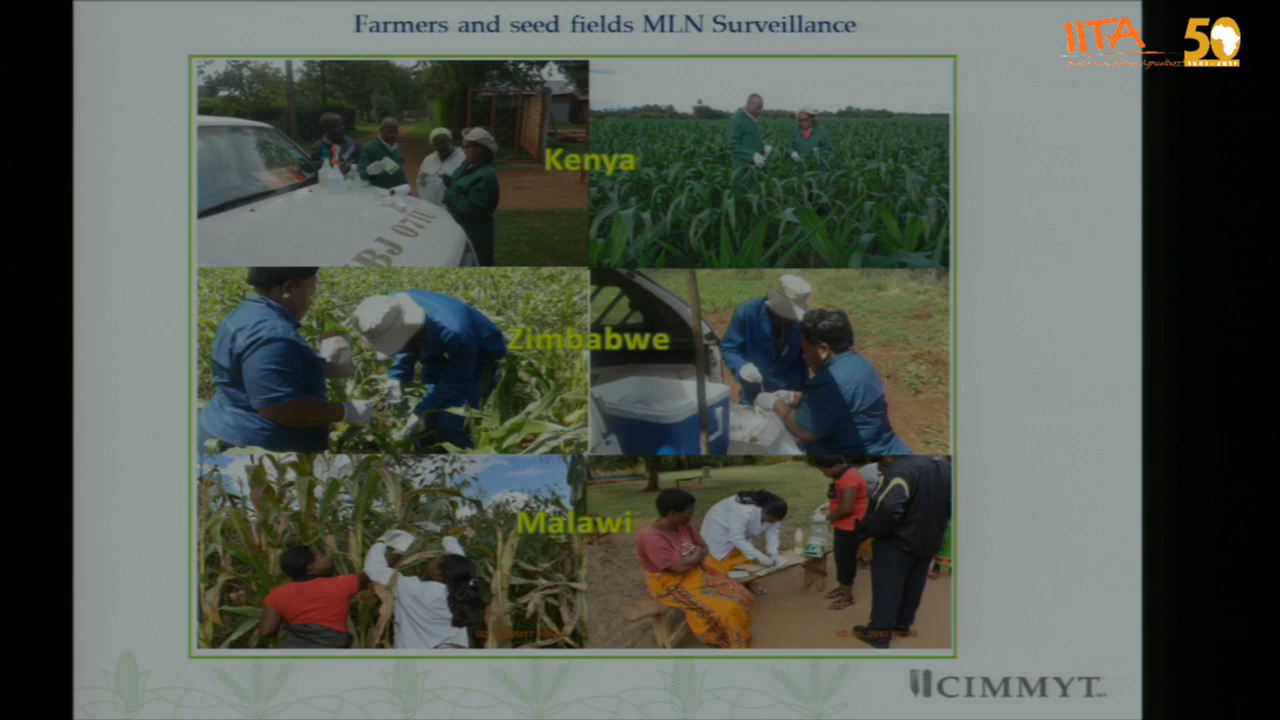 Farmers and seed fields MLN Surveillance
IITA
50
Kenya
Zimbabwe
Malawi
CIMMYT